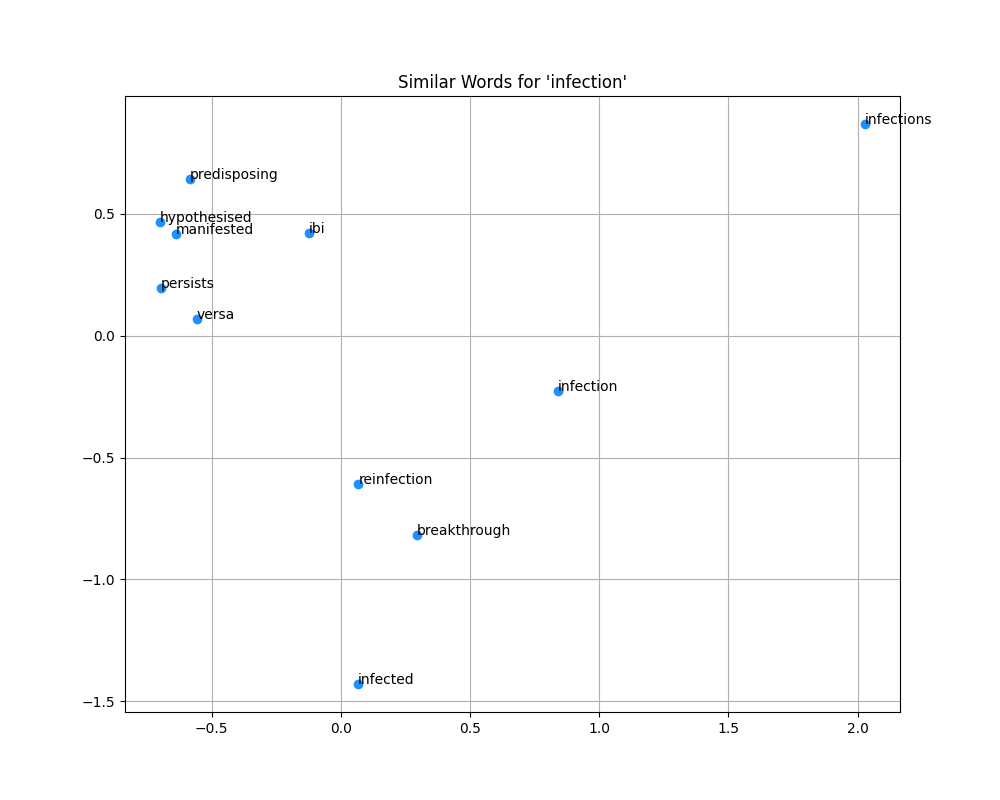 Similar Words for 'infection'
infections
predisposing
hypothesised
manifested
ibi
persists
versa
infection
reinfection
breakthrough
infected
0.5
0.0
−0.5
−1.0
−1.5
−0.5 0.0 0.5 1.0 1.5 2.0